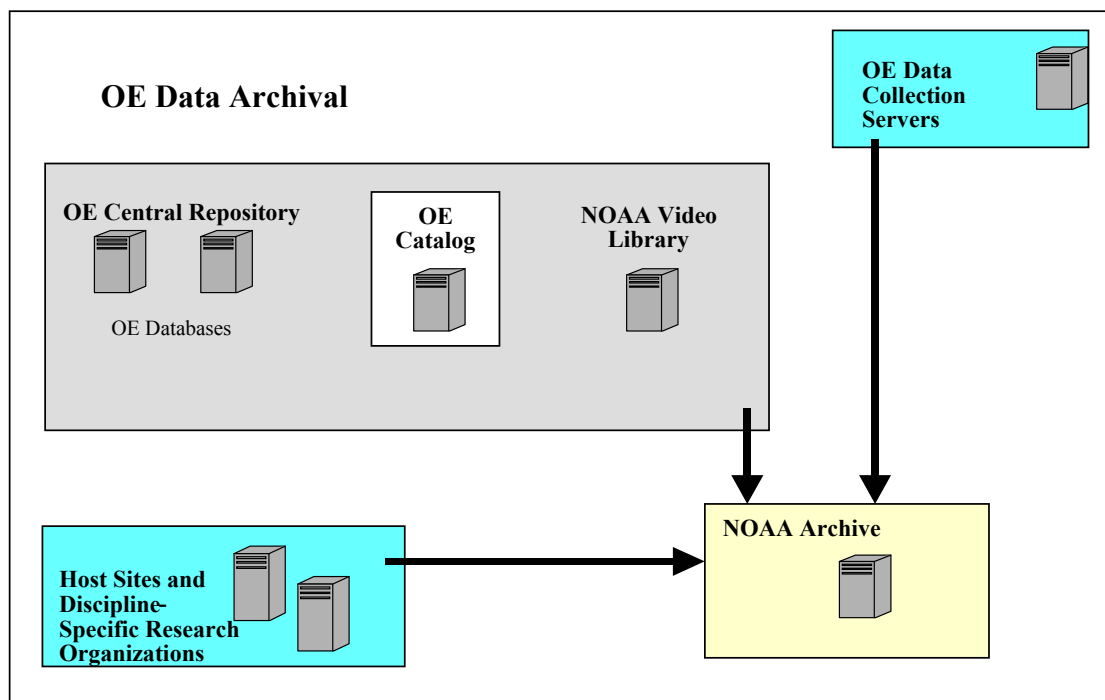 OE Data Archival
OE Data
Collection
Servers
OE Central Repository
OE Databases
OE
Catalog
NOAA Video
Library
NOAA Archive
Host Sites and
Discipline-
Specific Research
Organizations